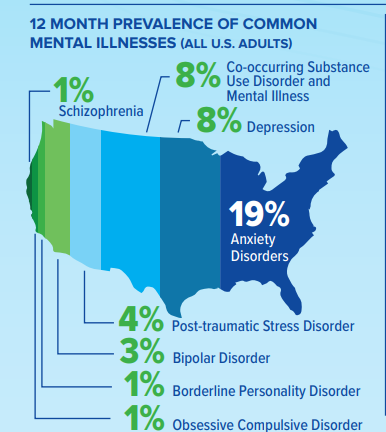 12 MONTH PREVALENCE OF COMMON
MENTAL ILLNESSES (ALL U.S. ADULTS)
1%
Schizophrenia
8% Co-occurring Substance
Use Disorder and
Mental Illness
8% Depression
19%
Anxiety
Disorders
4% Post-traumatic Stress Disorder
3% Bipolar Disorder
1% Borderline Personality Disorder
1% Obsessive Compulsive Disorder